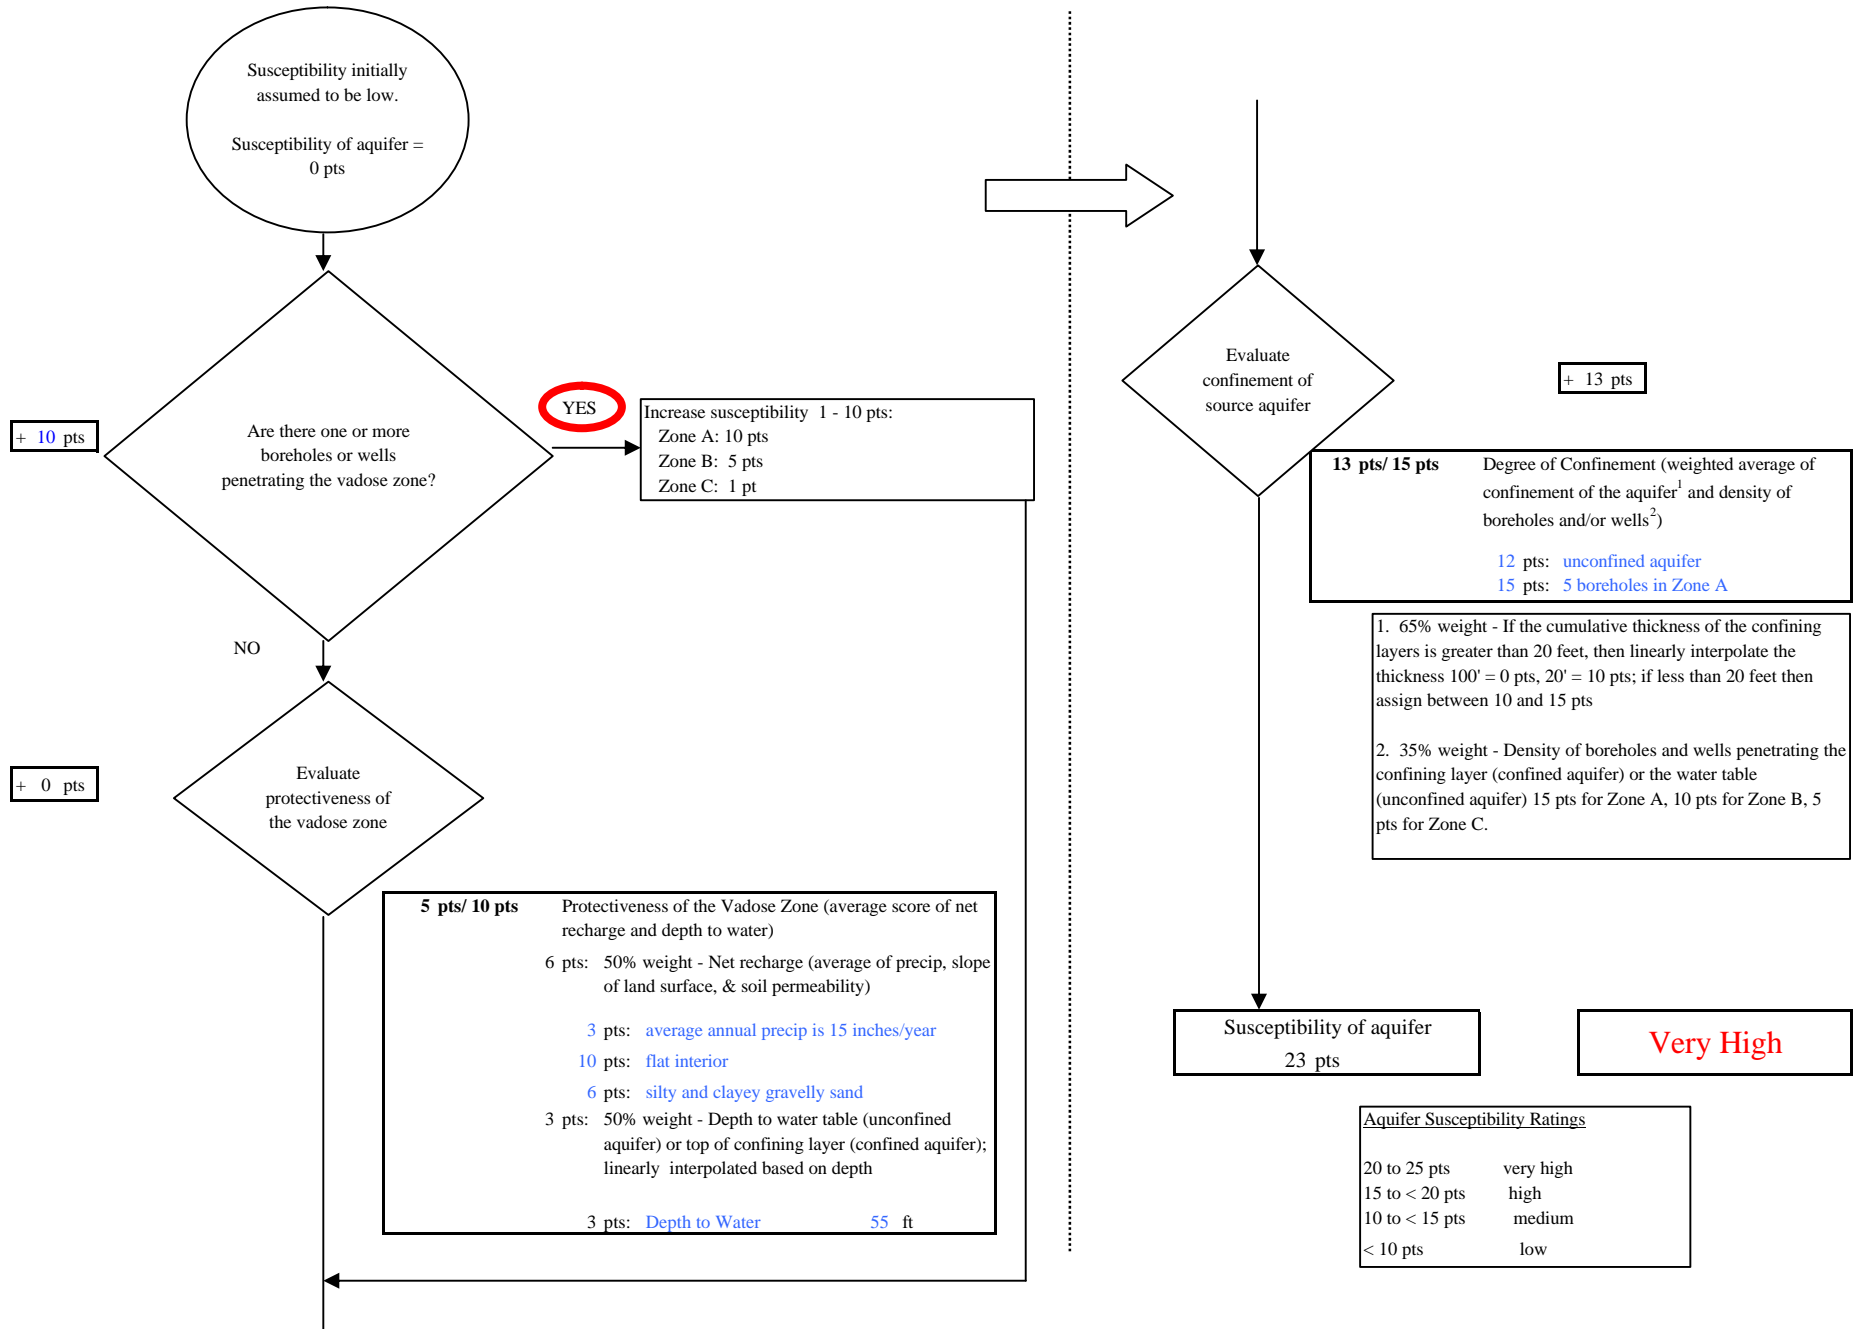 Susceptibility initially
assumed to be low.
Susceptibility of aquifer =
0 pts
+ 10 pts
Are there one or more
boreholes or wells
penetrating the vadose zone?
YES
Increase susceptibility 1 - 10 pts:
Zone A: 10 pts
Zone B: 5 pts
Zone C: 1 pt
NO
+ 0 pts
Evaluate
protectiveness of
the vadose zone
5 pts/ 10 pts Protectiveness of the Vadose Zone (average score of net
recharge and depth to water)
6 pts: 50% weight - Net recharge (average of precip, slope
of land surface, & soil permeability)
3 pts: average annual precip is 15 inches/year
10 pts: flat interior
6 pts: silty and clayey gravelly sand
3 pts: 50% weight - Depth to water table (unconfined
aquifer) or top of confining layer (confined aquifer);
linearly interpolated based on depth
3 pts: Depth to Water 55 ft
Evaluate
confinement of
source aquifer
+ 13 pts
13 pts/ 15 pts Degree of Confinement (weighted average of
confinement of the aquifer1 and density of
boreholes and/or wells2)
12 pts: unconfined aquifer
15 pts: 5 boreholes in Zone A
1. 65% weight - If the cumulative thickness of the confining
layers is greater than 20 feet, then linearly interpolate the
thickness 100' = 0 pts, 20' = 10 pts; if less than 20 feet then
assign between 10 and 15 pts
2. 35% weight - Density of boreholes and wells penetrating the
confining layer (confined aquifer) or the water table
(unconfined aquifer) 15 pts for Zone A, 10 pts for Zone B, 5
pts for Zone C.
Susceptibility of aquifer
23 pts
Very High
Aquifer Susceptibility Ratings
20 to 25 pts very high
15 to < 20 pts high
10 to < 15 pts medium
< 10 pts low